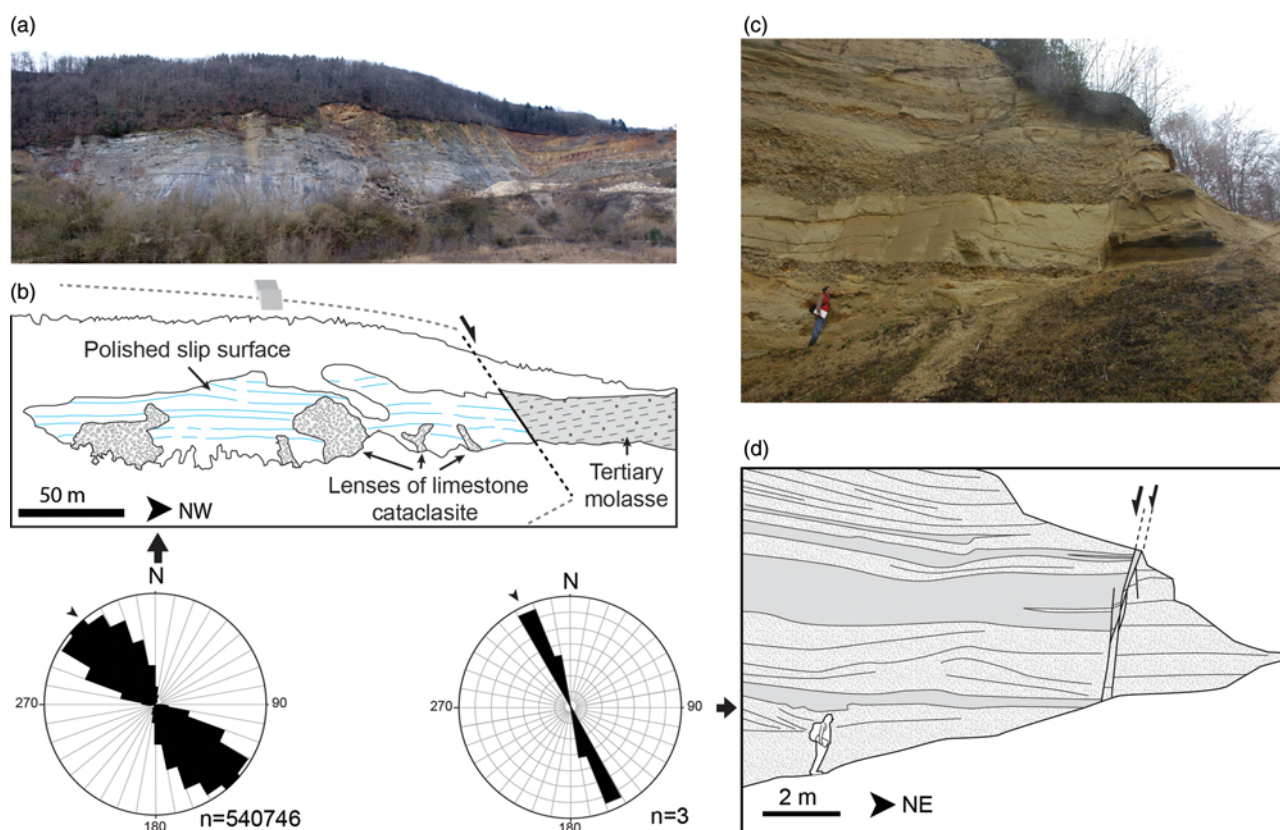 (a)
(c)
(b)
Polished slip surface
Lenses of limestone
cataclasite
Tertiary
molasse
50 m
NW
(d)
N
270
90
180
n=540746
N
270
90
180
n=3
2 m
NE